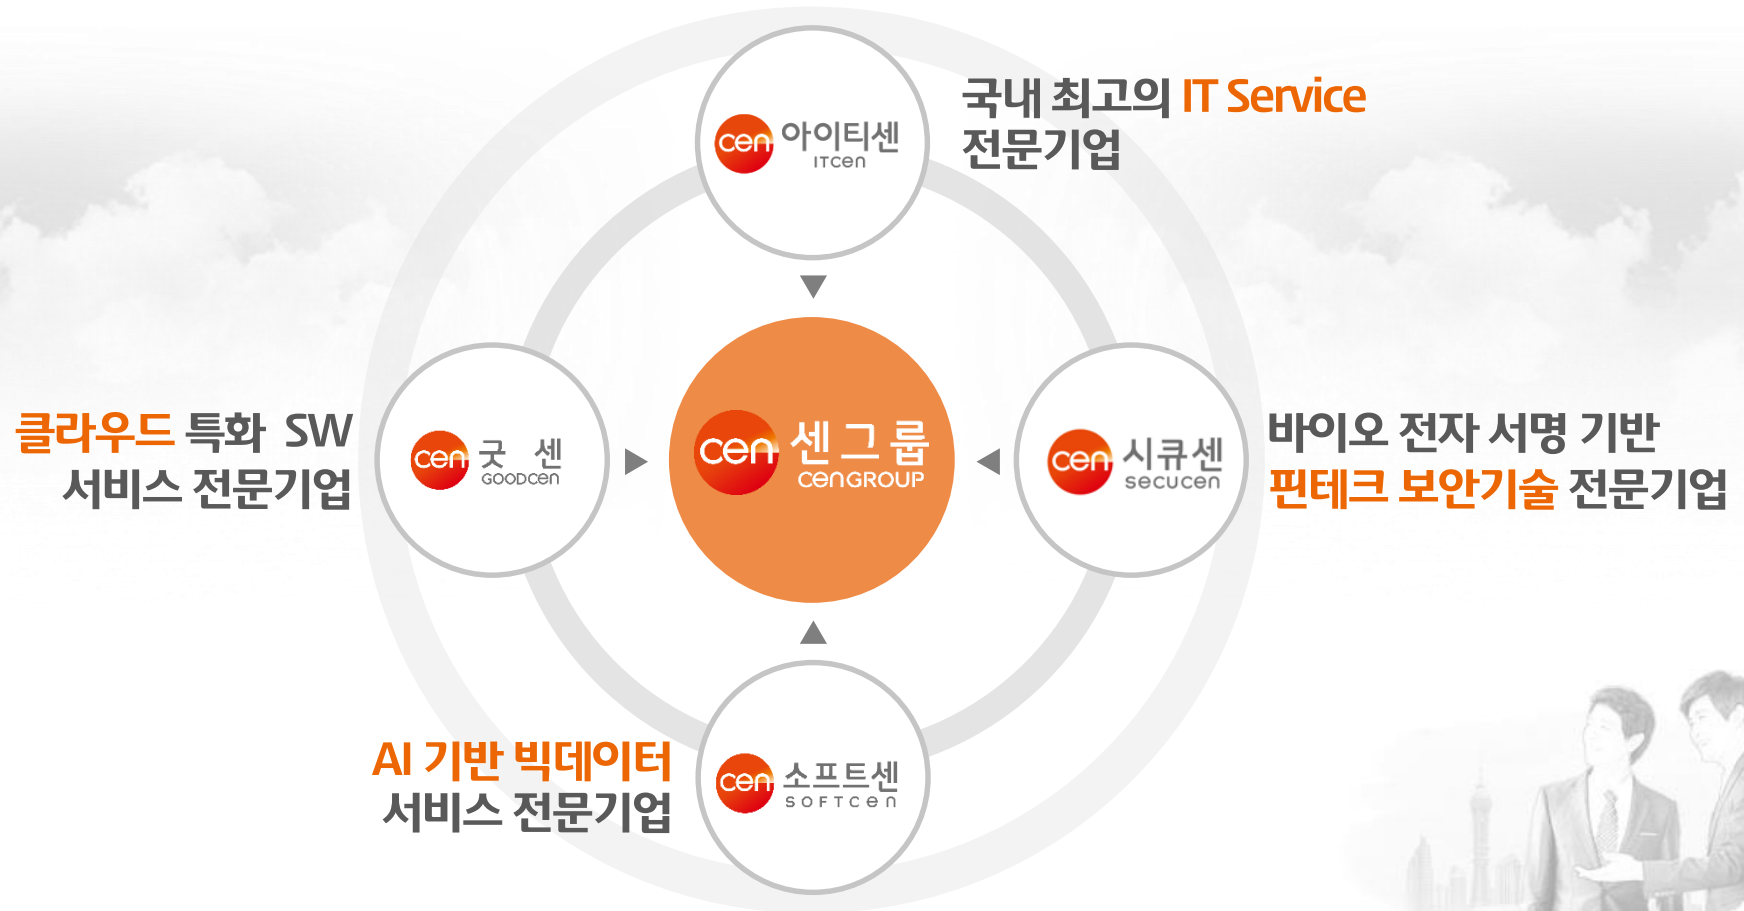 cen 아이티센
ITcen
국내 최고의 IT Service
전문기업
클라우드 특화 SW
서비스 전문기업
cen 굿 센
GOODcen
cen 센그룹
cenGROUP
cen 시큐센
secucen
바이오 전자 서명 기반
핀테크 보안기술 전문기업
AI 기반 빅데이터
서비스 전문기업
cen 소프트센
SOFTcen